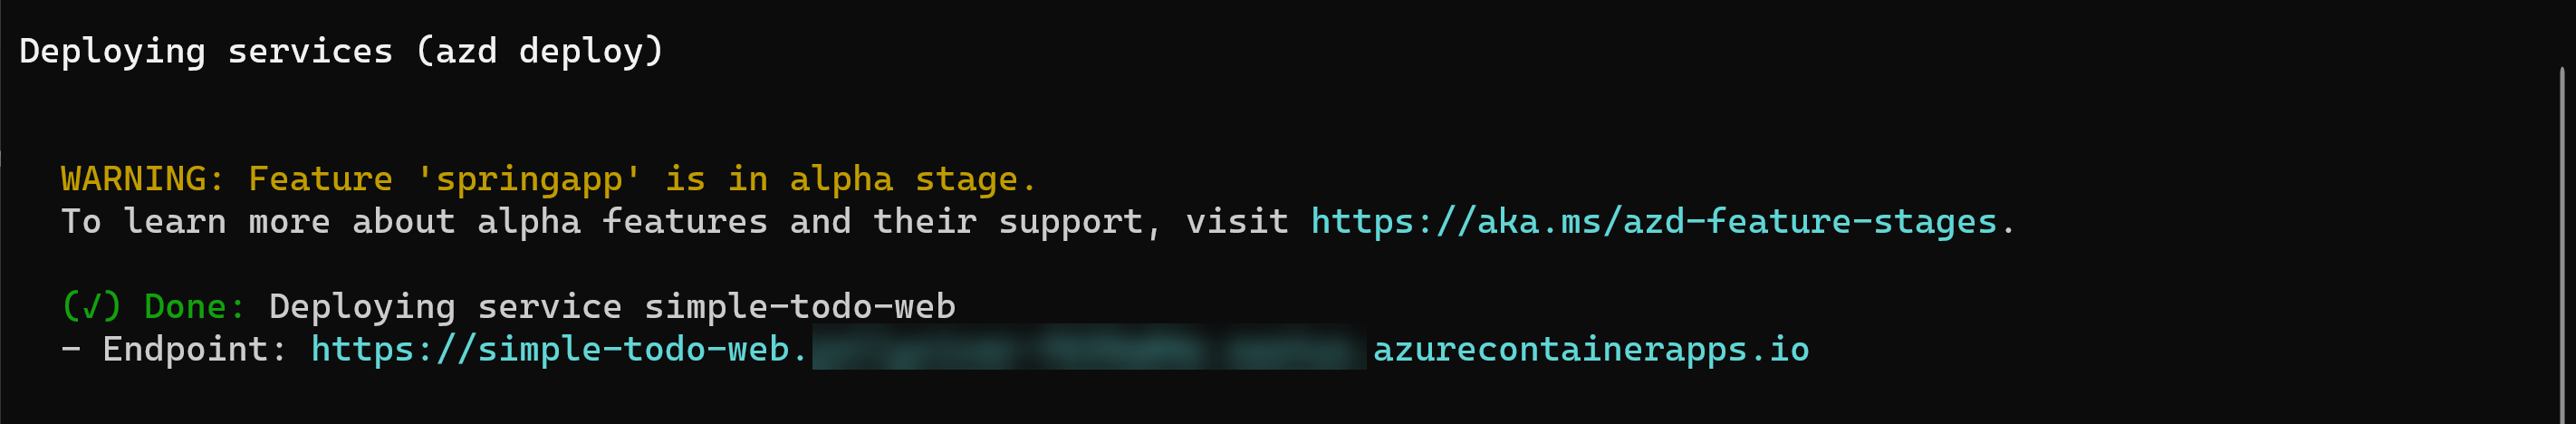 Deploying services (azd deploy)
WARNING: Feature 'springapp' is in alpha stage.
To learn more about alpha features and their support, visit https://aka.ms/azd-feature-stages.
(√) Done: Deploying service simple-todo-web
- Endpoint: https://simple-todo-web. azurecontainerapps.io